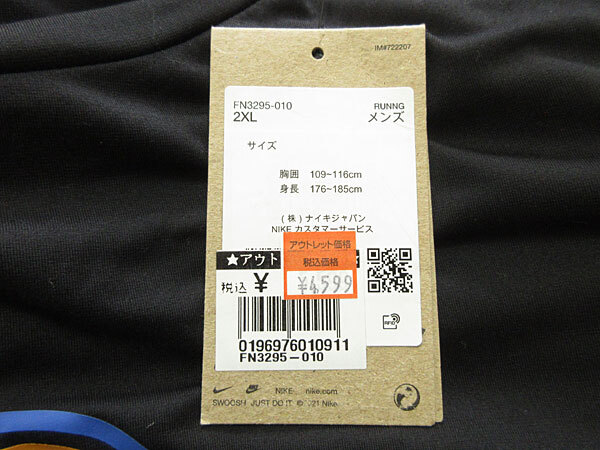 IM#722207
FN3295-010
RUNNG
2XL
メンズ
サイズ
胸囲 109~116cm
身長 176~185cm
(株)ナイキジャパン
NIKE カスタマーサービス
アウトレット価格
★アウト
税込価格
税込 ¥
¥4,599
RFID
0196976010911
FN3295-010
NIKE nike.com
SWOOSH JUST DO IT.
21 Nike